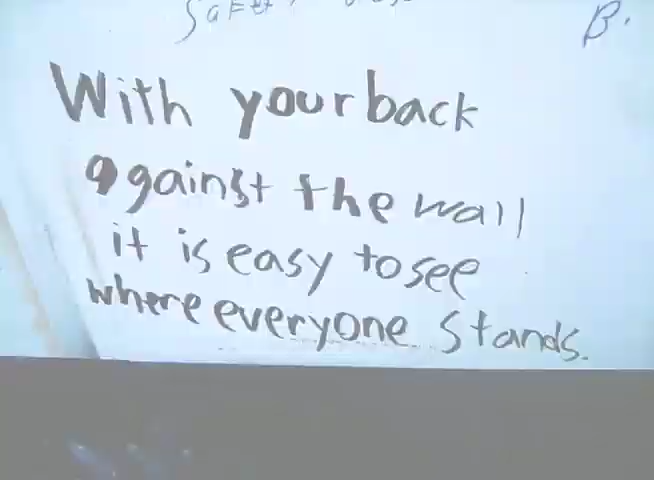 B.
With your back
against the wall
it is easy to see
where everyone stands.